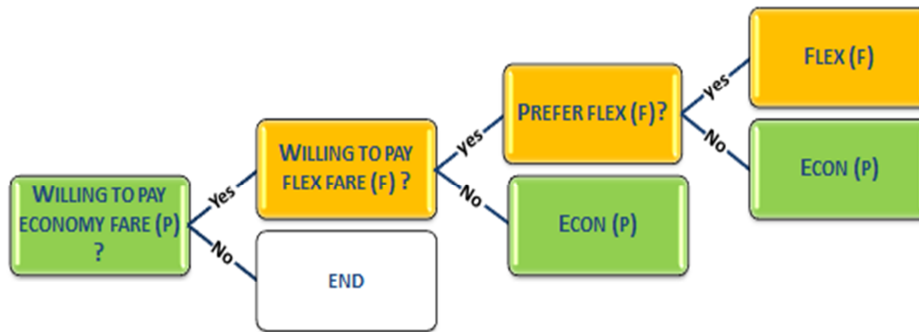 WILLING TO PAY
ECONOMY FARE (P)
?
Yes
No
WILLING TO PAY
FLEX FARE (F) ?
END
yes
No
PREFER FLEX (F)?
ECON (P)
yes
No
FLEX (F)
ECON (P)